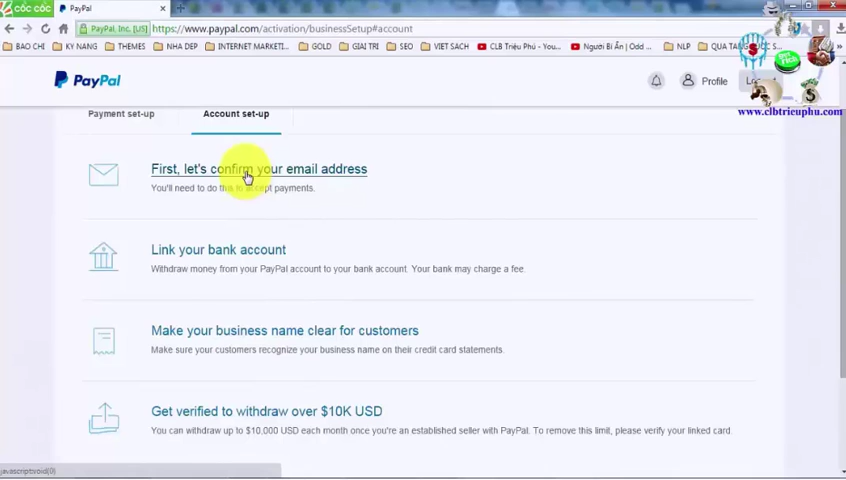 CỐC CỐC
PayPal
PayPal, Inc. [US]
https://www.paypal.com/activation/businessSetup#account
BAO CHI
KY NANG
THEMES
NHA DEP
INTERNET MARKETI...
GOLD
GIAI TRI
SEO
VIET SACH
CLB Triệu Phú - You...
Người Bí Ẩn | Odd ...
NLP
QUA TANG
PayPal
Profile
www.clbtrieuphu.com
Payment set-up
Account set-up
First, let's confirm your email address
You'll need to do this to accept payments.
Link your bank account
Withdraw money from your PayPal account to your bank account. Your bank may charge a fee.
Make your business name clear for customers
Make sure your customers recognize your business name on their credit card statements.
Get verified to withdraw over $10K USD
You can withdraw up to $10,000 USD each month once you're an established seller with PayPal. To remove this limit, please verify your linked card.
javascript:void(0)